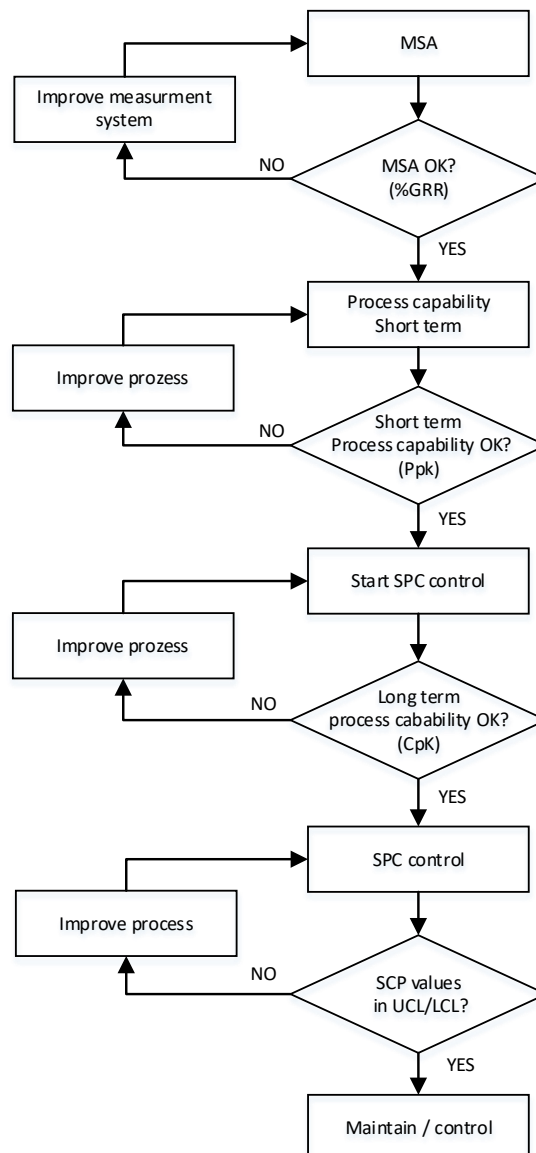 MSA
Improve measurment
system
NO
MSA OK?
(%GRR)
YES
Process capability
Short term
Improve prozess
NO
Short term
Process capability OK?
(Ppk)
YES
Start SPC control
Improve prozess
NO
Long term
process cabability OK?
(CpK)
YES
SPC control
Improve process
NO
SCP values
in UCL/LCL?
YES
Maintain / control